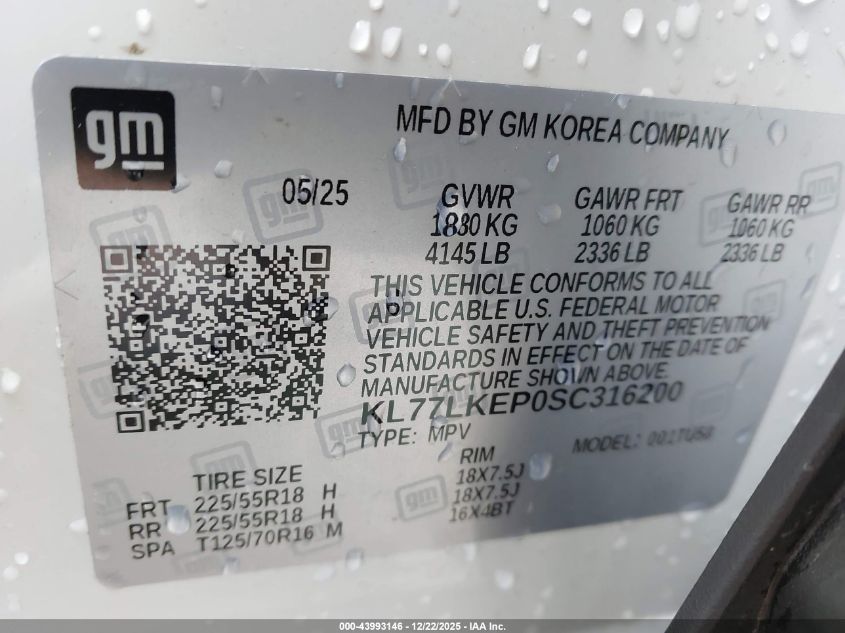 gm
MFD BY GM KOREA COMPANY
05/25 GVWR GAWR FRT GAWR RR
1880 KG 1060 KG 1060 KG
4145 LB 2336 LB 2336 LB
THIS VEHICLE CONFORMS TO ALL
APPLICABLE U.S. FEDERAL MOTOR
VEHICLE SAFETY AND THEFT PREVENTION
STANDARDS IN EFFECT ON THE DATE OF
MANUFACTURE SHOWN ABOVE.
KL77LKEP0SC316200
TYPE: MPV MODEL:
TIRE SIZE RIM
FRT 225/55R18 H 18X7.5J
RR 225/55R18 H 18X7.5J
SPA T125/70R16 M 16X4BT
000-43993146 - 12/22/2025 - IAA Inc.